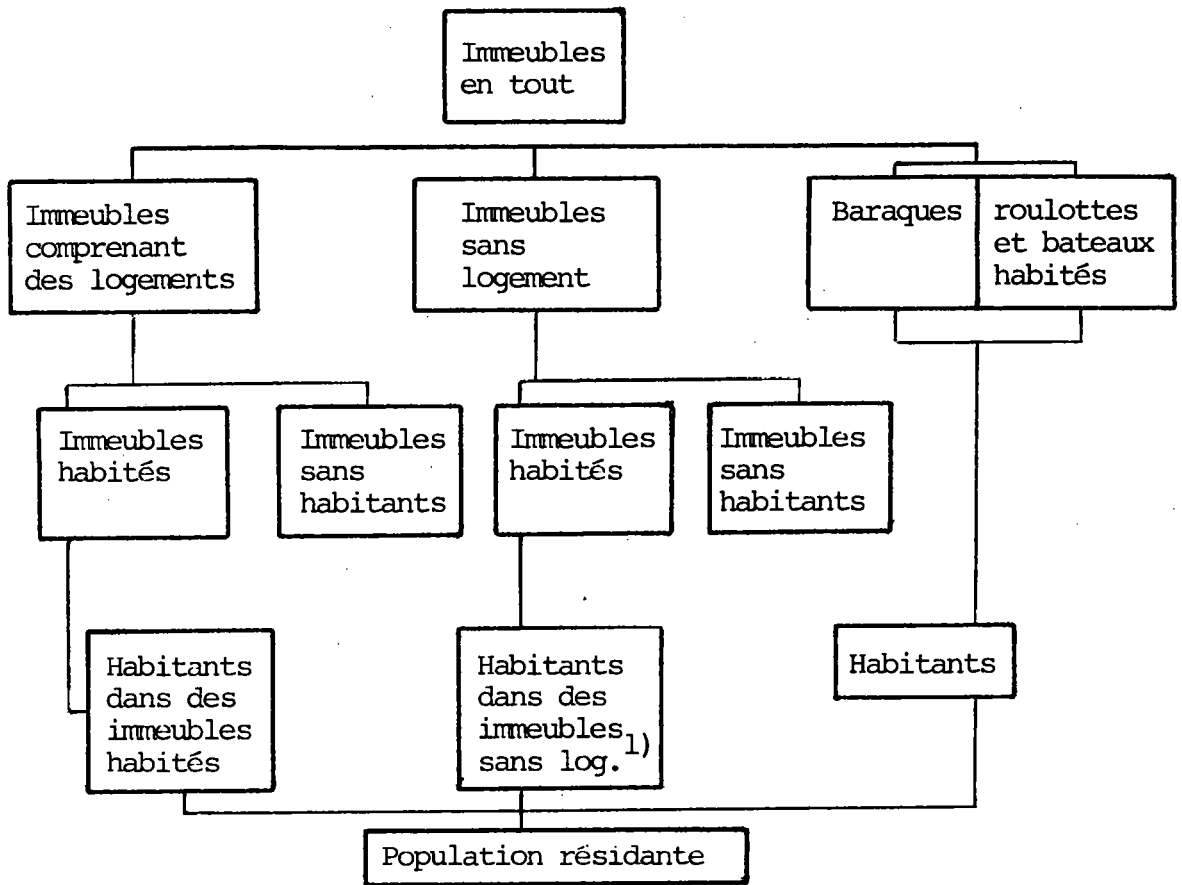 Immeubles
en tout
Immeubles
comprenant
des logements
Immeubles
sans
logement
Baraques
roulottes
et bateaux
habités
Immeubles
habités
Immeubles
sans
habitants
Immeubles
habités
Immeubles
sans
habitants
Habitants
dans des
immeubles
habités
Habitants
dans des
immeubles
sans log.1)
Habitants
Population résidante